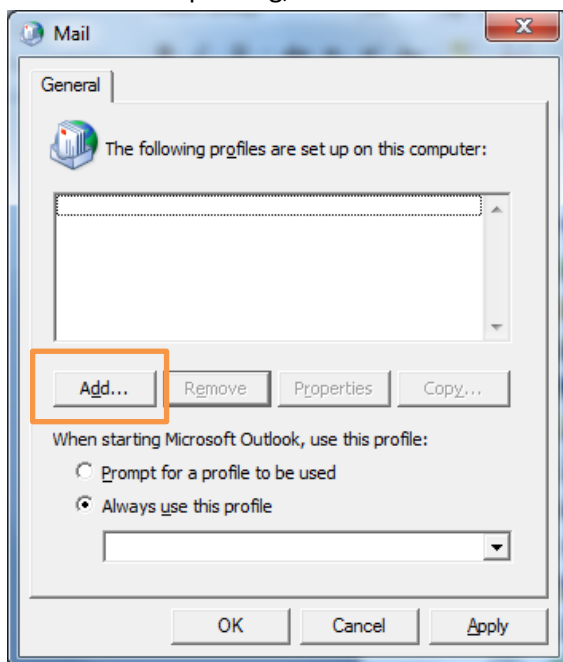 Mail
General
The following profiles are set up on this computer:
Add... Remove Properties Copy...
When starting Microsoft Outlook, use this profile:
Prompt for a profile to be used
Always use this profile
OK Cancel Apply